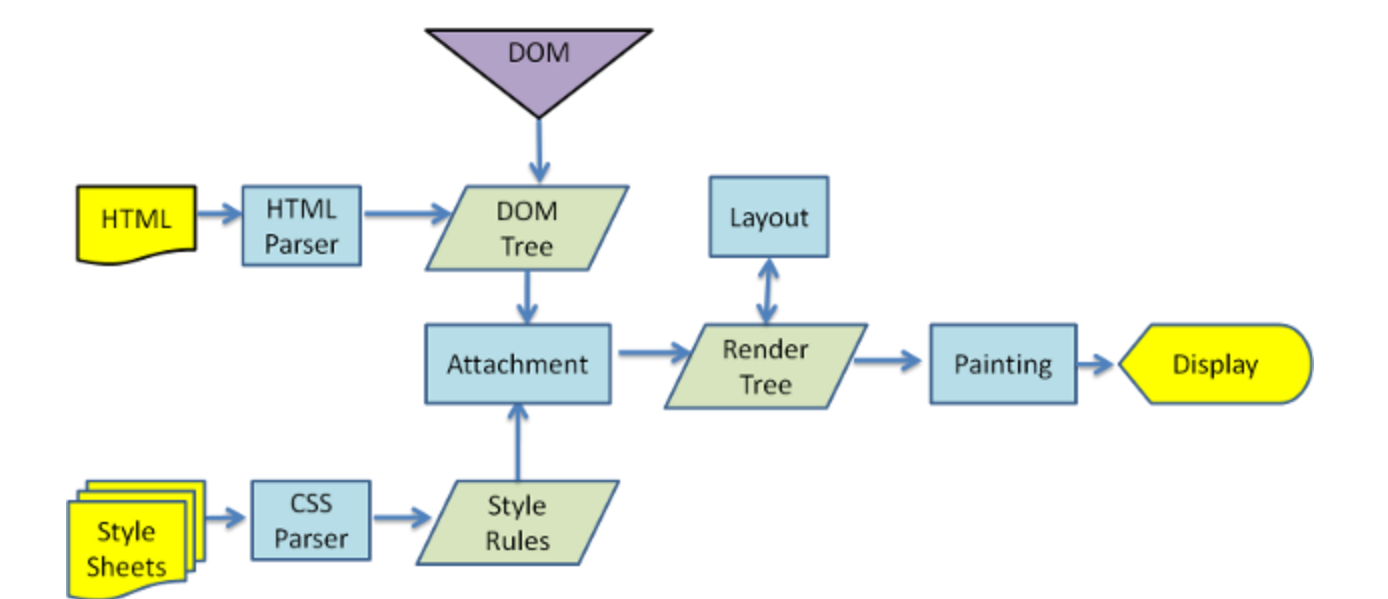 DOM
HTML
HTML
Parser
DOM
Tree
Layout
Attachment
Render
Tree
Painting
Display
Style
Sheets
CSS
Parser
Style
Rules